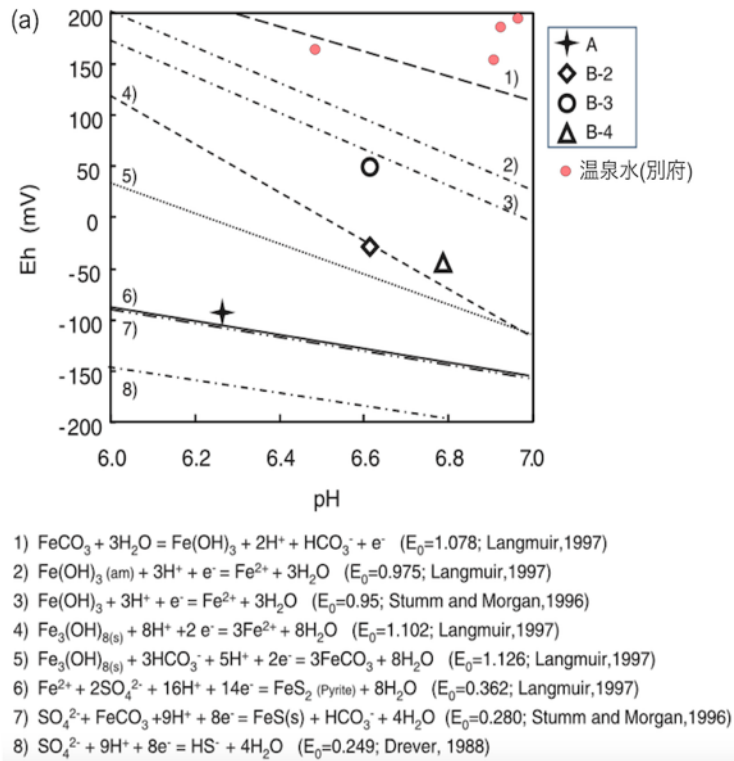 (a)
200
150
100
50
0
-50
-100
-150
-200
Eh (mV)
6.0 6.2 6.4 6.6 6.8 7.0
pH
1)
2)
3)
4)
5)
6)
7)
8)
A
B-2
B-3
B-4
温泉水(別府)
1) FeCO₃ + 3H₂O = Fe(OH)₃ + 2H⁺ + HCO₃⁻ + e⁻ (E₀=1.078; Langmuir,1997)
2) Fe(OH)₃ (am) + 3H⁺ + e⁻ = Fe²⁺ + 3H₂O (E₀=0.975; Langmuir,1997)
3) Fe(OH)₃ + 3H⁺ + e⁻ = Fe²⁺ + 3H₂O (E₀=0.95; Stumm and Morgan,1996)
4) Fe₃(OH)₈₍ₛ₎ + 8H⁺ +2 e⁻ = 3Fe²⁺ + 8H₂O (E₀=1.102; Langmuir,1997)
5) Fe₃(OH)₈₍ₛ₎ + 3HCO₃⁻ + 5H⁺ + 2e⁻ = 3FeCO₃ + 8H₂O (E₀=1.126; Langmuir,1997)
6) Fe²⁺ + 2SO₄²⁻ + 16H⁺ + 14e⁻ = FeS₂ (Pyrite) + 8H₂O (E₀=0.362; Langmuir,1997)
7) SO₄²⁻+ FeCO₃ +9H⁺ + 8e⁻ = FeS(s) + HCO₃⁻ + 4H₂O (E₀=0.280; Stumm and Morgan,1996)
8) SO₄²⁻ + 9H⁺ + 8e⁻ = HS⁻ + 4H₂O (E₀=0.249; Drever, 1988)